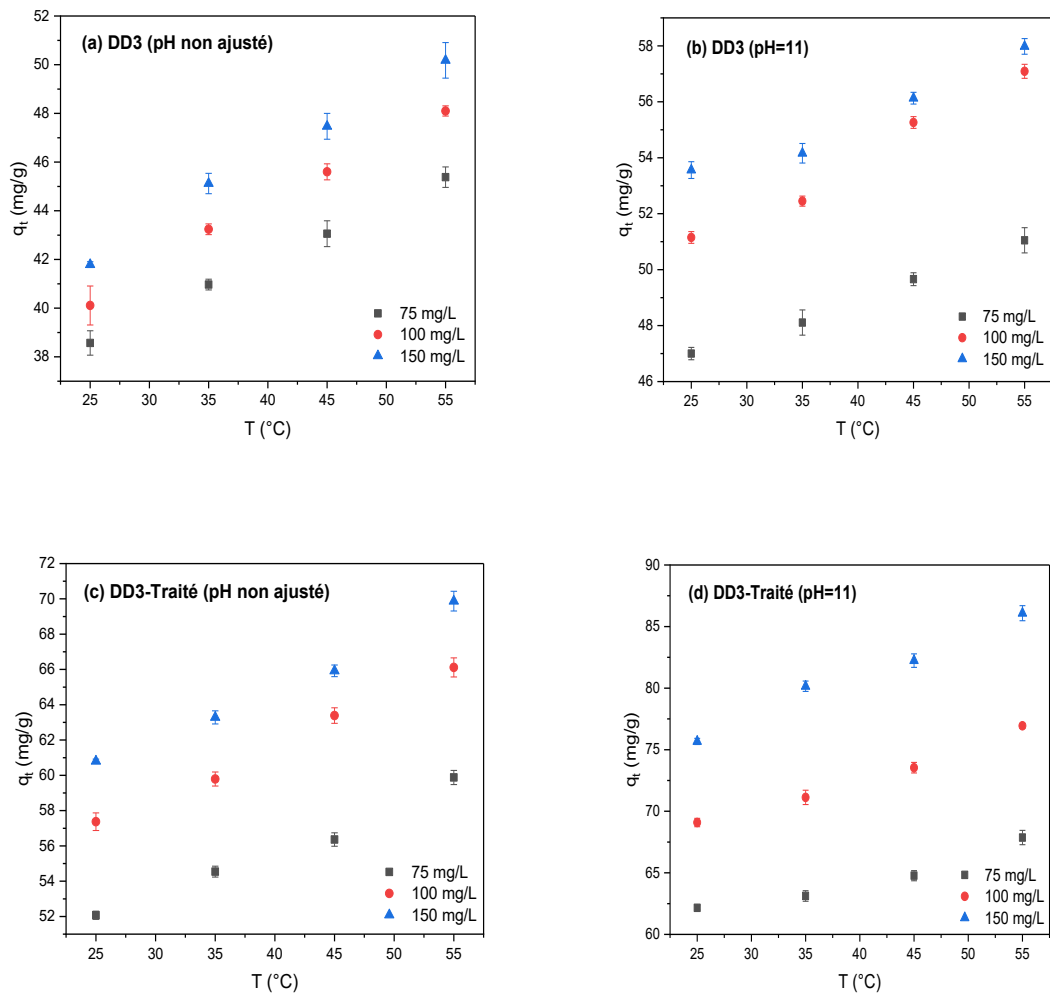 (a) DD3 (pH non ajusté)
52
50
48
46
44
42
40
38
q_t (mg/g)
75 mg/L
100 mg/L
150 mg/L
25 30 35 40 45 50 55
T (°C)
(b) DD3 (pH=11)
58
56
54
52
50
48
46
q_t (mg/g)
75 mg/L
100 mg/L
150 mg/L
25 30 35 40 45 50 55
T (°C)
(c) DD3-Traité (pH non ajusté)
72
70
68
66
64
62
60
58
56
54
52
q_t (mg/g)
75 mg/L
100 mg/L
150 mg/L
25 30 35 40 45 50 55
T (°C)
(d) DD3-Traité (pH=11)
90
85
80
75
70
65
60
q_t (mg/g)
75 mg/L
100 mg/L
150 mg/L
25 30 35 40 45 50 55
T (°C)